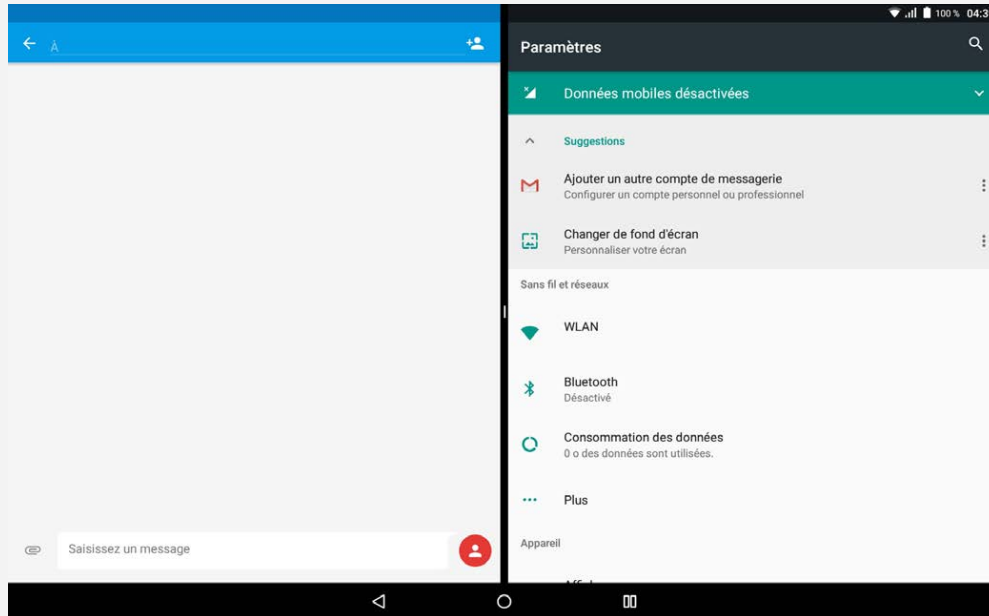 À
Saisissez un message
100 % 04:3
Paramètres
Données mobiles désactivées
Suggestions
Ajouter un autre compte de messagerie
Configurer un compte personnel ou professionnel
Changer de fond d'écran
Personnaliser votre écran
Sans fil et réseaux
WLAN
Bluetooth
Désactivé
Consommation des données
0 o des données sont utilisées.
Plus
Appareil